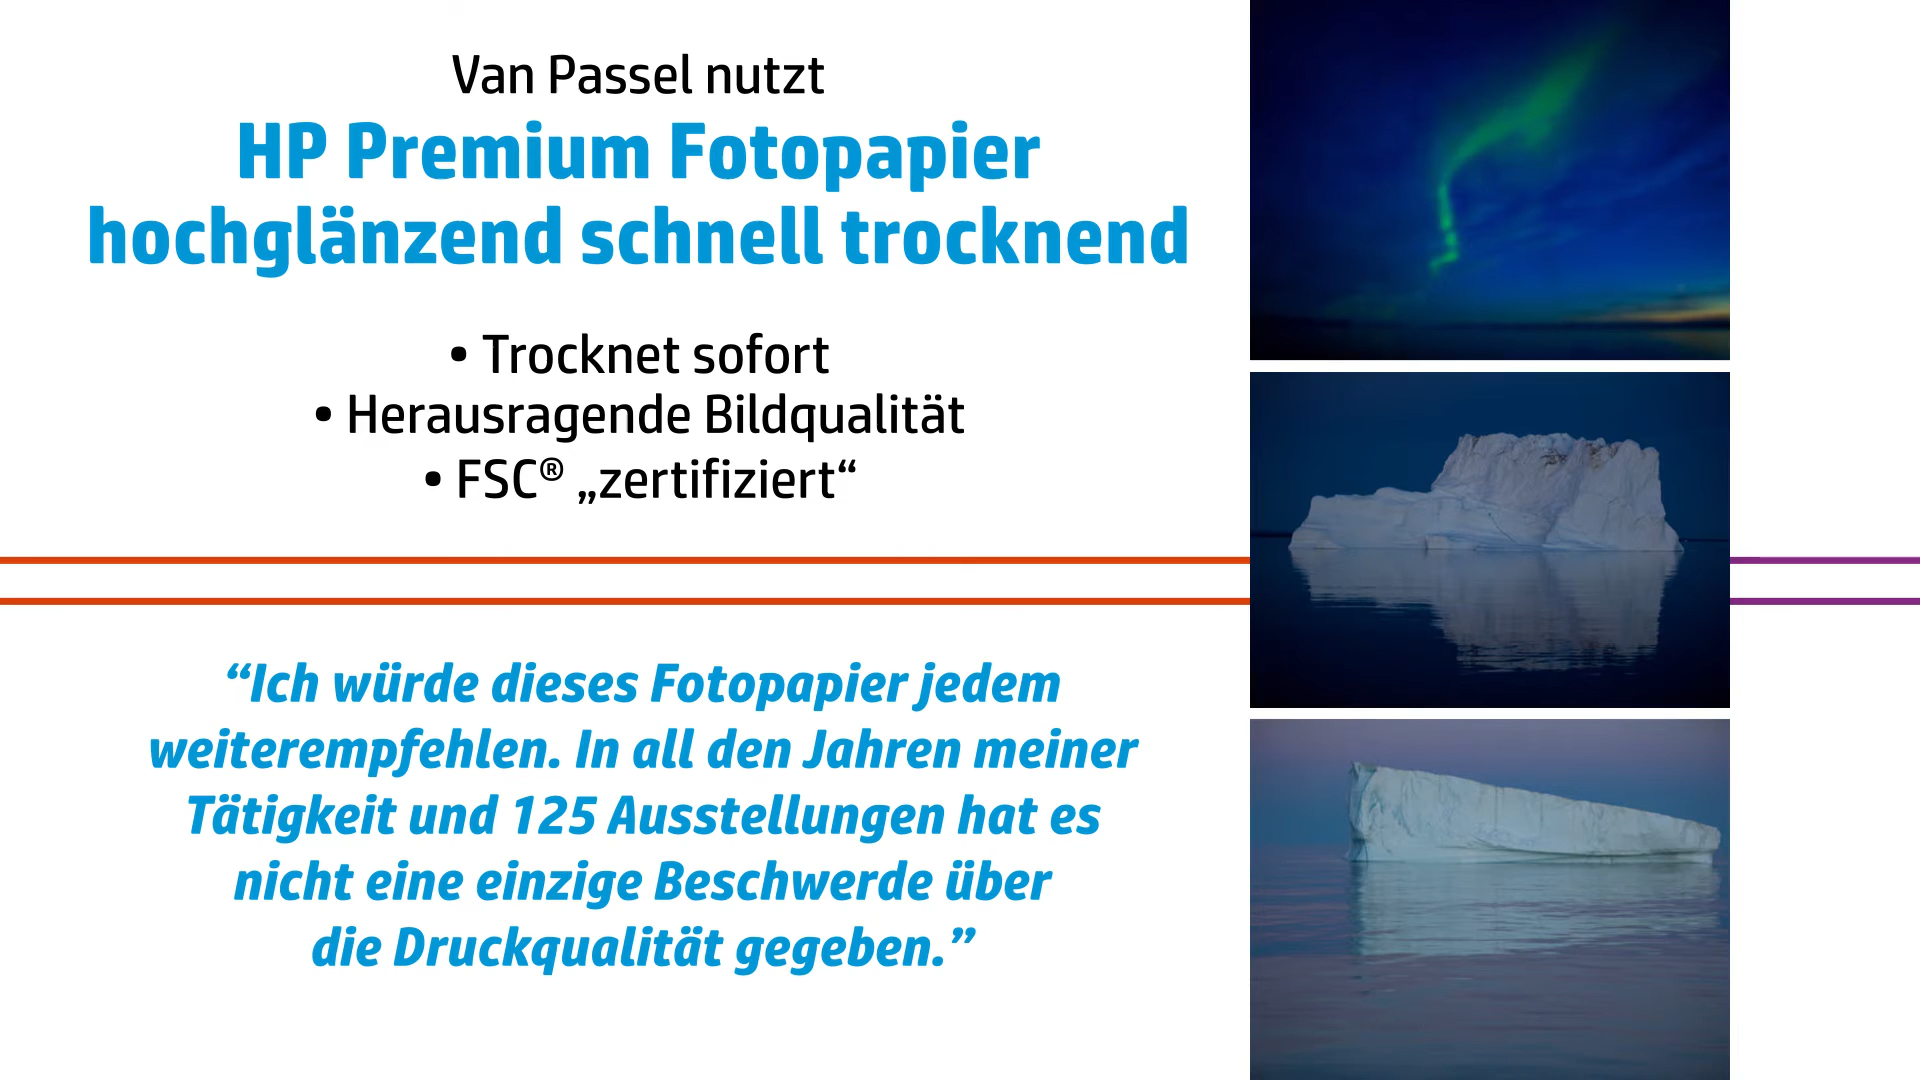 Van Passel nutzt
HP Premium Fotopapier
hochglänzend schnell trocknend
• Trocknet sofort
• Herausragende Bildqualität
• FSC® „zertifiziert“
“Ich würde dieses Fotopapier jedem
weiterempfehlen. In all den Jahren meiner
Tätigkeit und 125 Ausstellungen hat es
nicht eine einzige Beschwerde über
die Druckqualität gegeben.”